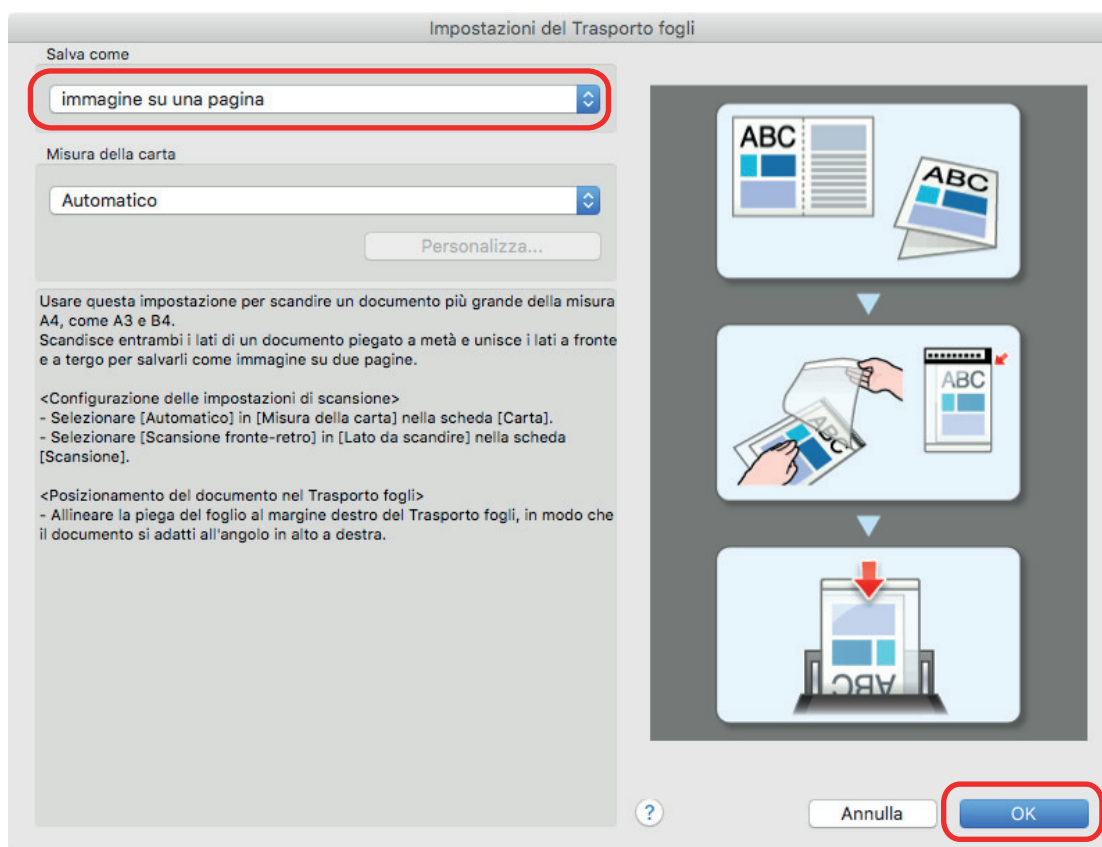 Impostazioni del Trasporto fogli
Salva come
immagine su una pagina
Misura della carta
Automatico
Personalizza...
Usare questa impostazione per scandire un documento più grande della misura
A4, come A3 e B4.
Scandisce entrambi i lati di un documento piegato a metà e unisce i lati a fronte
e a tergo per salvarli come immagine su due pagine.
<Configurazione delle impostazioni di scansione>
- Selezionare [Automatico] in [Misura della carta] nella scheda [Carta].
- Selezionare [Scansione fronte-retro] in [Lato da scandire] nella scheda
[Scansione].
<Posizionamento del documento nel Trasporto fogli>
- Allineare la piega del foglio al margine destro del Trasporto fogli, in modo che
il documento si adatti all'angolo in alto a destra.
ABC
ABC
ABC
ABC
ABC
?
Annulla
OK